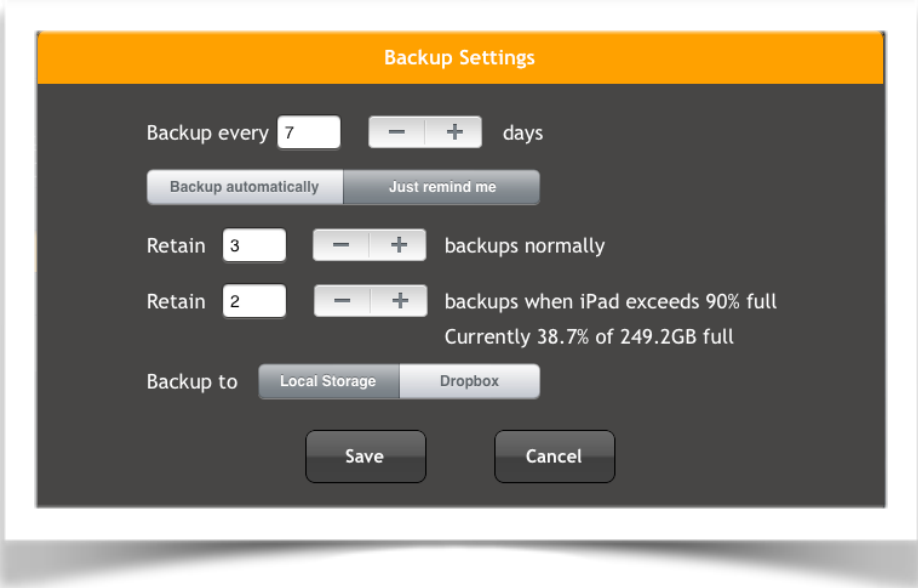 Backup Settings
Backup every 7 − + days
Backup automatically Just remind me
Retain 3 − + backups normally
Retain 2 − + backups when iPad exceeds 90% full
Currently 38.7% of 249.2GB full
Backup to Local Storage Dropbox
Save Cancel